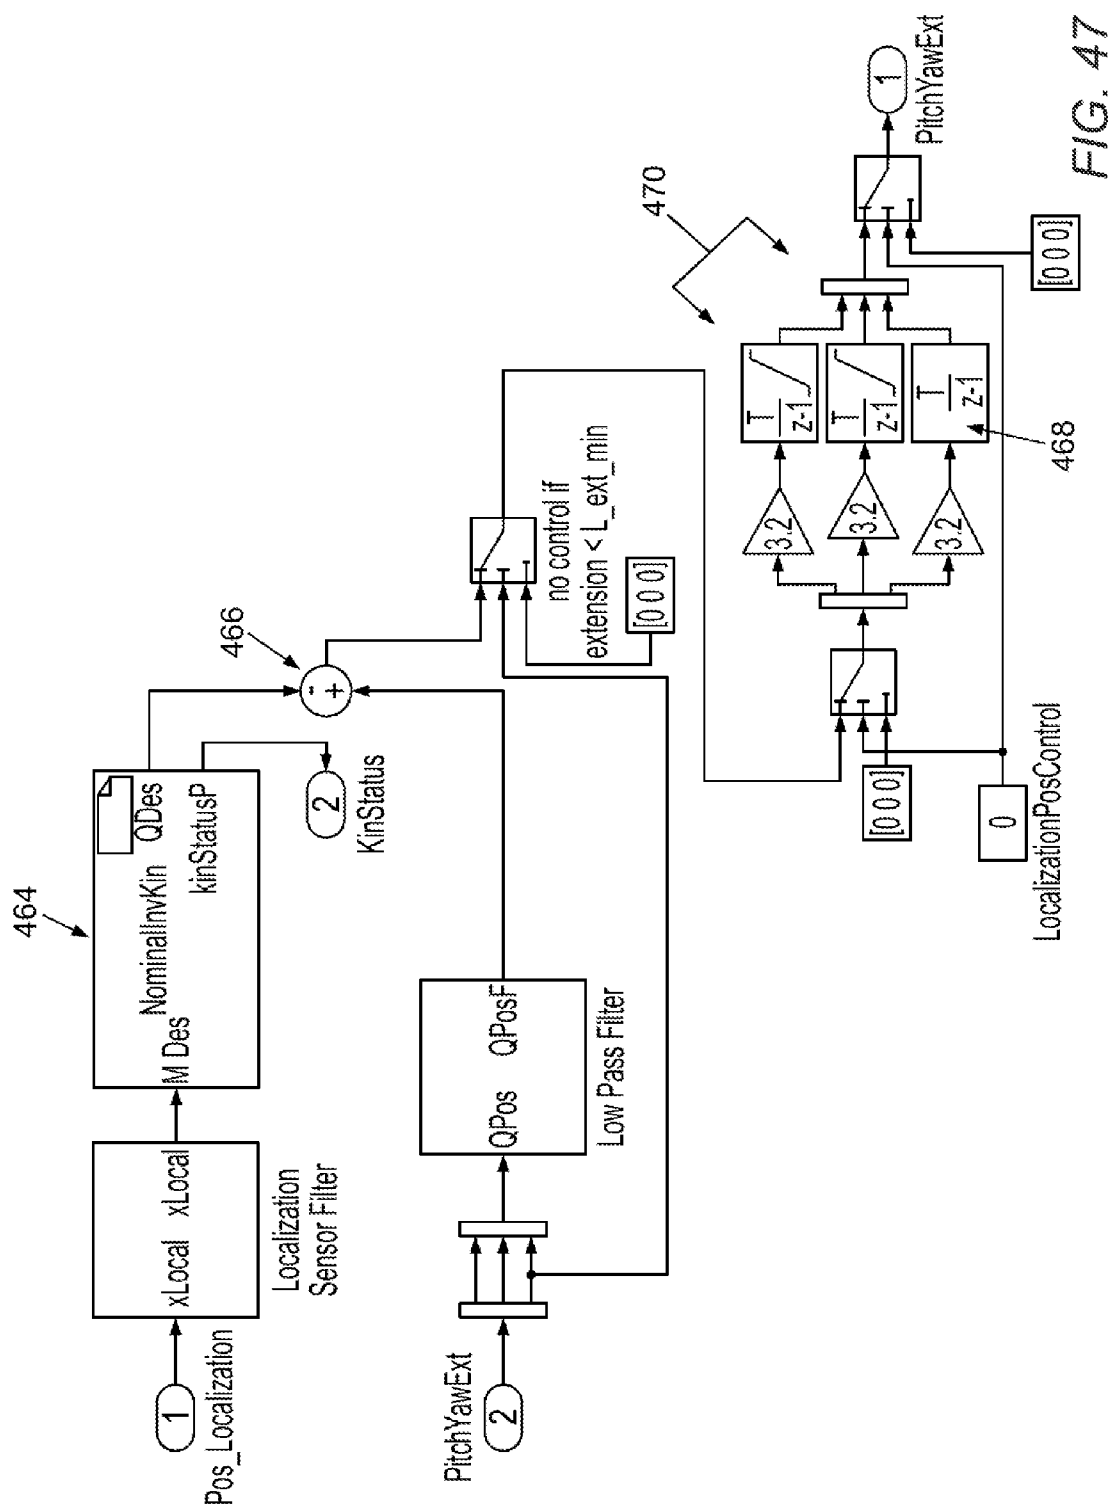 1
Pos_Localization
xLocal xLocal
Localization
Sensor Filter
464
M Des
NominalInvKin
QDes
kinStatusP
2
KinStatus
466
-
+
2
PitchYawExt
QPos QPosF
Low Pass Filter
no control if
extension < L_ext_min
[0 0 0]
[0 0 0]
0
LocalizationPosControl
3.2
3.2
3.2
T
z-1
T
z-1
T
z-1
468
470
[0 0 0]
1
PitchYawExt
FIG. 47